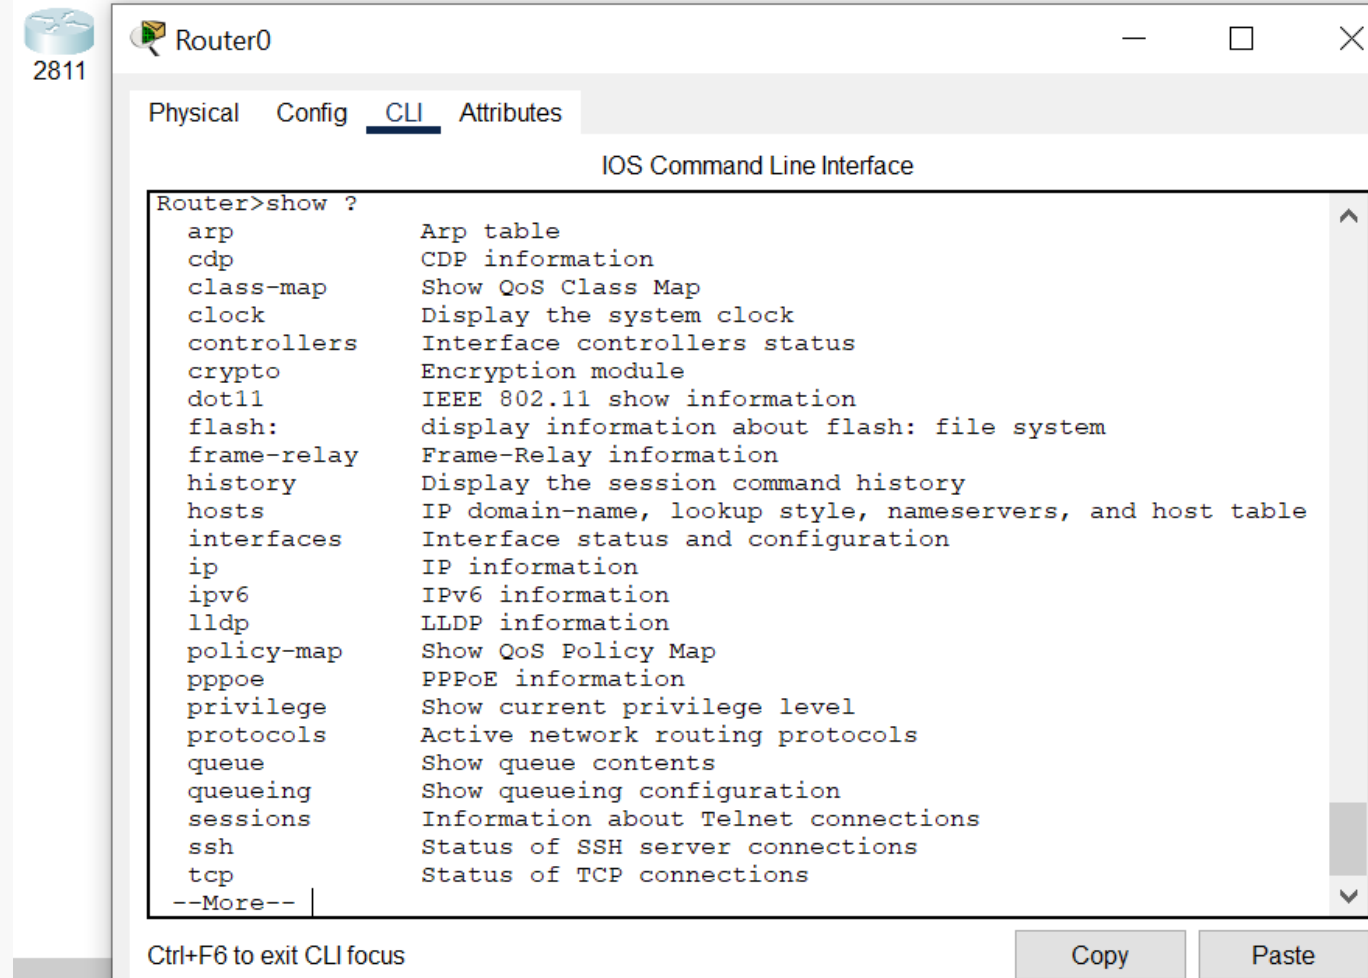 2811
Router0
Physical Config CLI Attributes
IOS Command Line Interface
Router>show ?
arp Arp table
cdp CDP information
class-map Show QoS Class Map
clock Display the system clock
controllers Interface controllers status
crypto Encryption module
dot11 IEEE 802.11 show information
flash: display information about flash: file system
frame-relay Frame-Relay information
history Display the session command history
hosts IP domain-name, lookup style, nameservers, and host table
interfaces Interface status and configuration
ip IP information
ipv6 IPv6 information
lldp LLDP information
policy-map Show QoS Policy Map
pppoe PPPoE information
privilege Show current privilege level
protocols Active network routing protocols
queue Show queue contents
queueing Show queueing configuration
sessions Information about Telnet connections
ssh Status of SSH server connections
tcp Status of TCP connections
--More--
Ctrl+F6 to exit CLI focus
Copy Paste